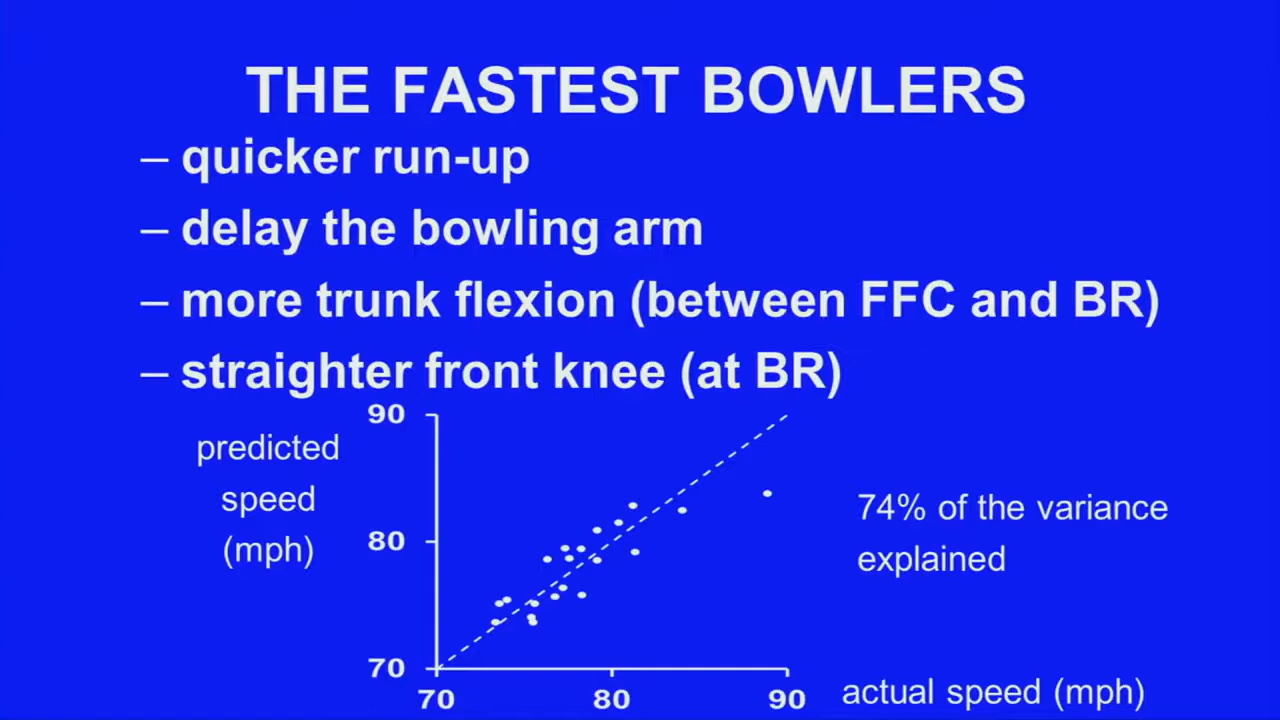 THE FASTEST BOWLERS
– quicker run-up
– delay the bowling arm
– more trunk flexion (between FFC and BR)
– straighter front knee (at BR)
90
predicted
speed
(mph)
80
70
70
80
90
actual speed (mph)
74% of the variance
explained